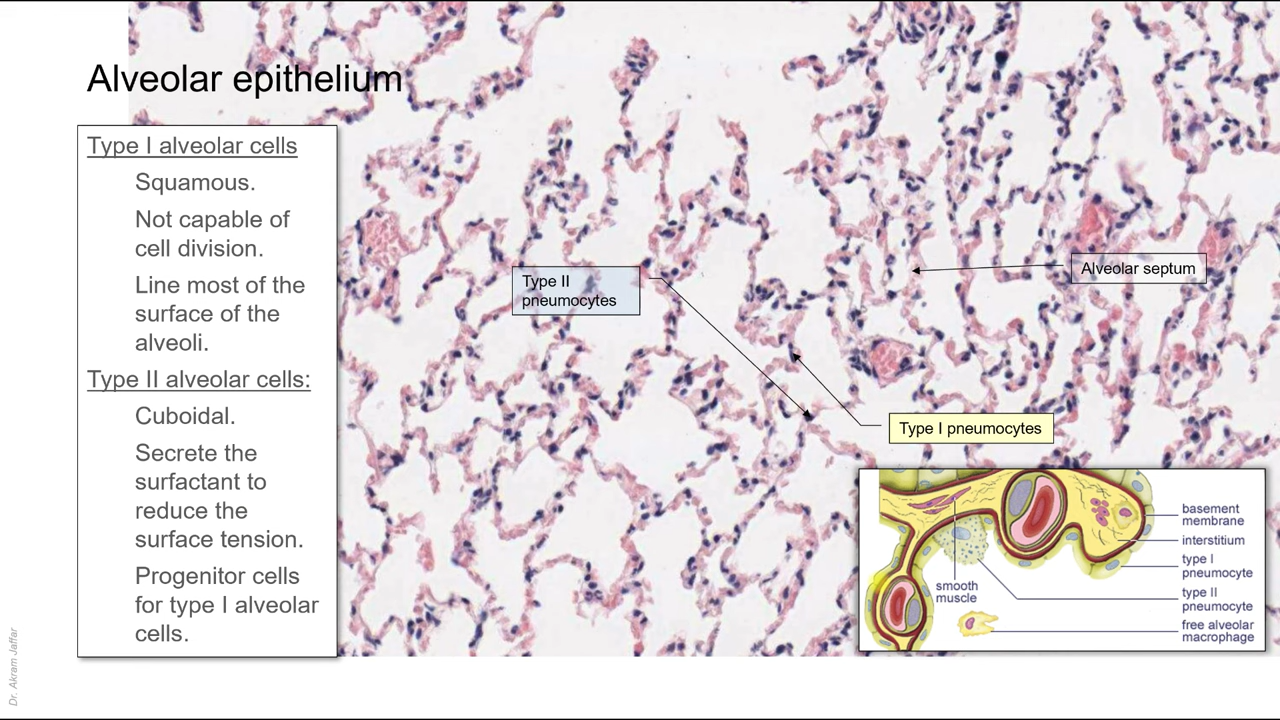 Alveolar epithelium
Type I alveolar cells
Squamous.
Not capable of
cell division.
Line most of the
surface of the
alveoli.
Type II alveolar cells:
Cuboidal.
Secrete the
surfactant to
reduce the
surface tension.
Progenitor cells
for type I alveolar
cells.
Type II
pneumocytes
Alveolar septum
Type I pneumocytes
basement
membrane
interstitium
type I
pneumocyte
smooth
muscle
type II
pneumocyte
free alveolar
macrophage
Dr. Akram Jaffar